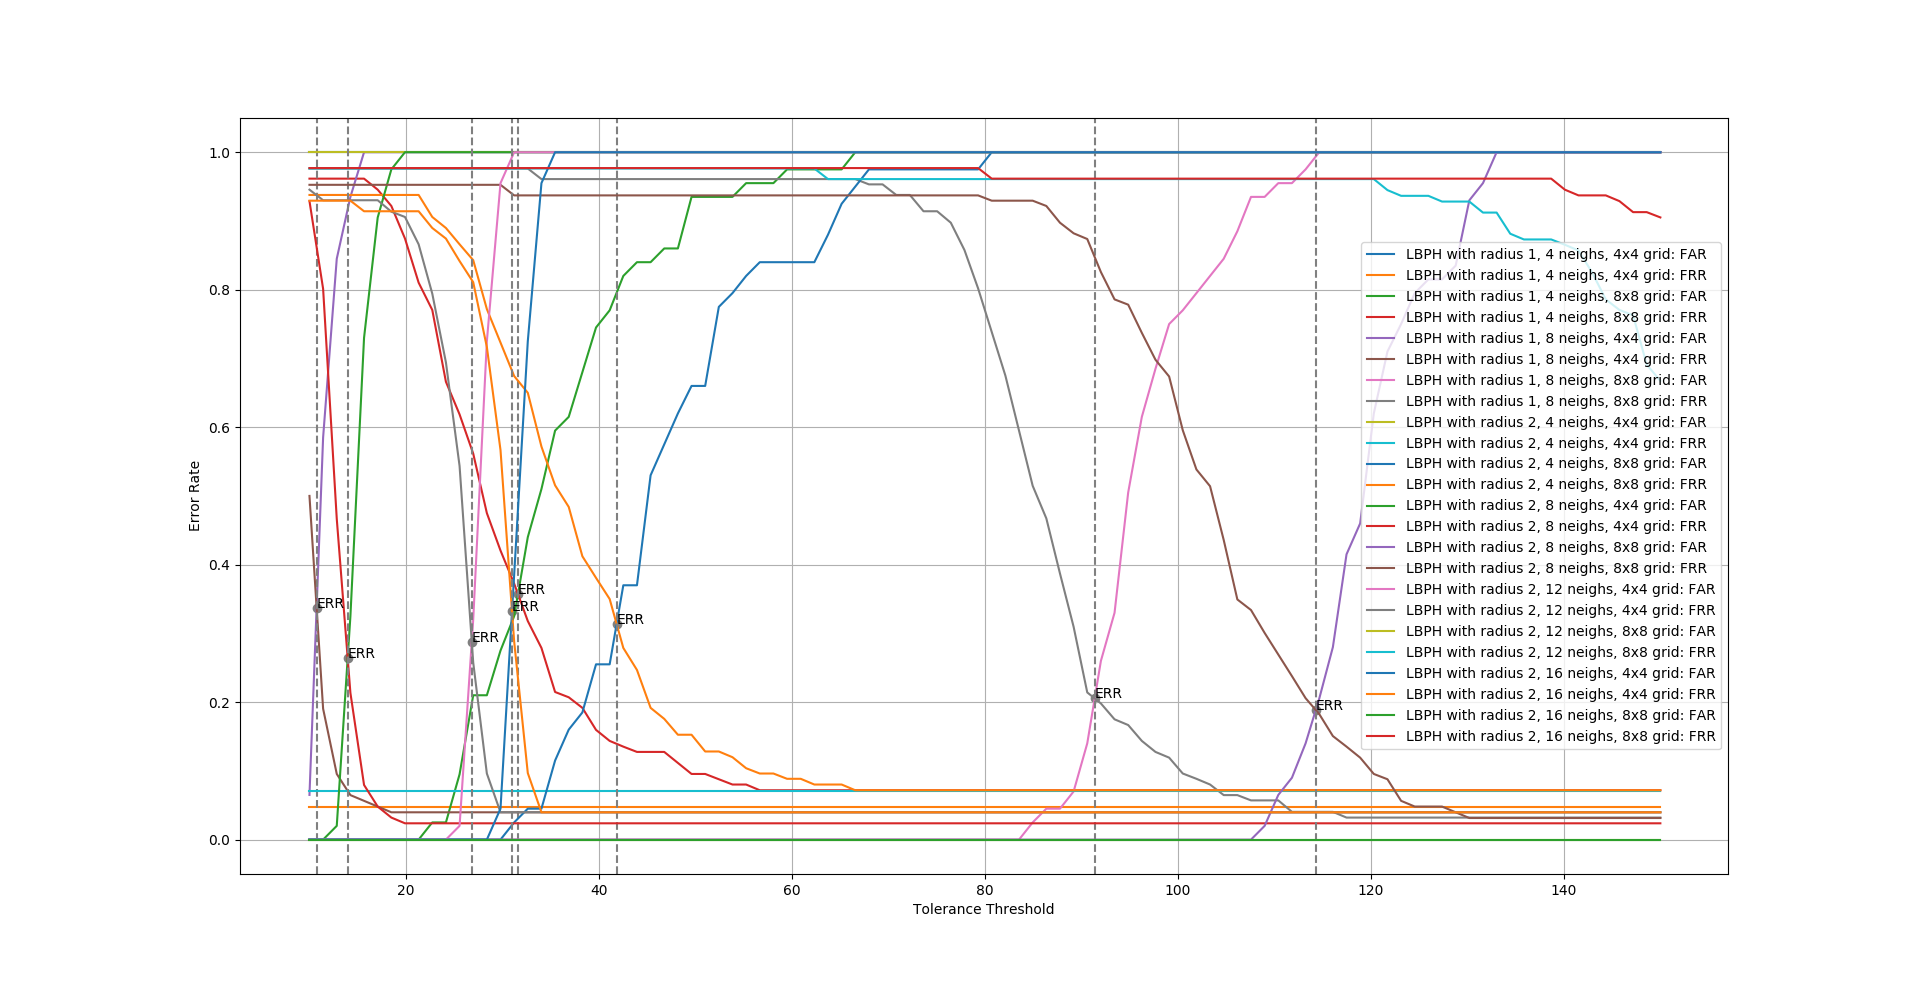 1.0
0.8
0.6
0.4
0.2
0.0
Error Rate
ERR
ERR
ERR
ERR
ERR
ERR
ERR
ERR
LBPH with radius 1, 4 neighs, 4x4 grid: FAR
LBPH with radius 1, 4 neighs, 4x4 grid: FRR
LBPH with radius 1, 4 neighs, 8x8 grid: FAR
LBPH with radius 1, 4 neighs, 8x8 grid: FRR
LBPH with radius 1, 8 neighs, 4x4 grid: FAR
LBPH with radius 1, 8 neighs, 4x4 grid: FRR
LBPH with radius 1, 8 neighs, 8x8 grid: FAR
LBPH with radius 1, 8 neighs, 8x8 grid: FRR
LBPH with radius 2, 4 neighs, 4x4 grid: FAR
LBPH with radius 2, 4 neighs, 4x4 grid: FRR
LBPH with radius 2, 4 neighs, 8x8 grid: FAR
LBPH with radius 2, 4 neighs, 8x8 grid: FRR
LBPH with radius 2, 8 neighs, 4x4 grid: FAR
LBPH with radius 2, 8 neighs, 4x4 grid: FRR
LBPH with radius 2, 8 neighs, 8x8 grid: FAR
LBPH with radius 2, 8 neighs, 8x8 grid: FRR
LBPH with radius 2, 12 neighs, 4x4 grid: FAR
LBPH with radius 2, 12 neighs, 4x4 grid: FRR
LBPH with radius 2, 12 neighs, 8x8 grid: FAR
LBPH with radius 2, 12 neighs, 8x8 grid: FRR
LBPH with radius 2, 16 neighs, 4x4 grid: FAR
LBPH with radius 2, 16 neighs, 4x4 grid: FRR
LBPH with radius 2, 16 neighs, 8x8 grid: FAR
LBPH with radius 2, 16 neighs, 8x8 grid: FRR
20 40 60 80 100 120 140
Tolerance Threshold